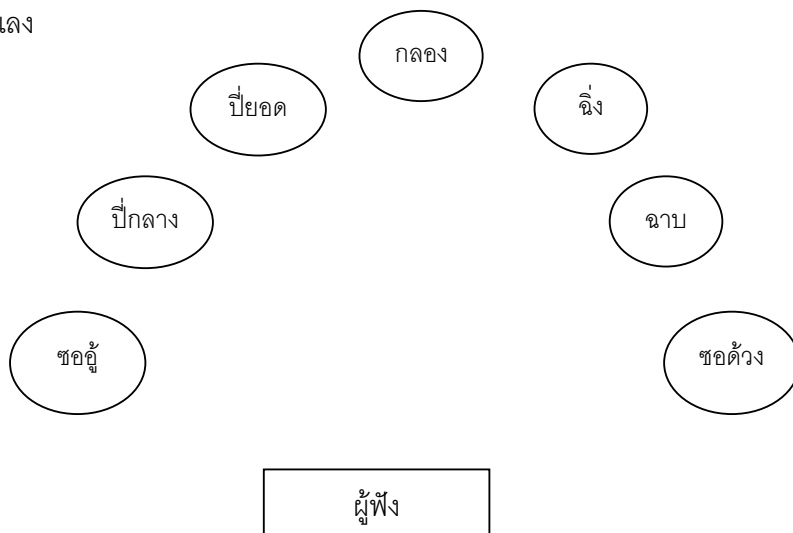 กลอง
ปี่ยอด
ฉิ่ง
ปี่กลาง
ฉาบ
ซออู้
ซอด้วง
ผู้ฟัง